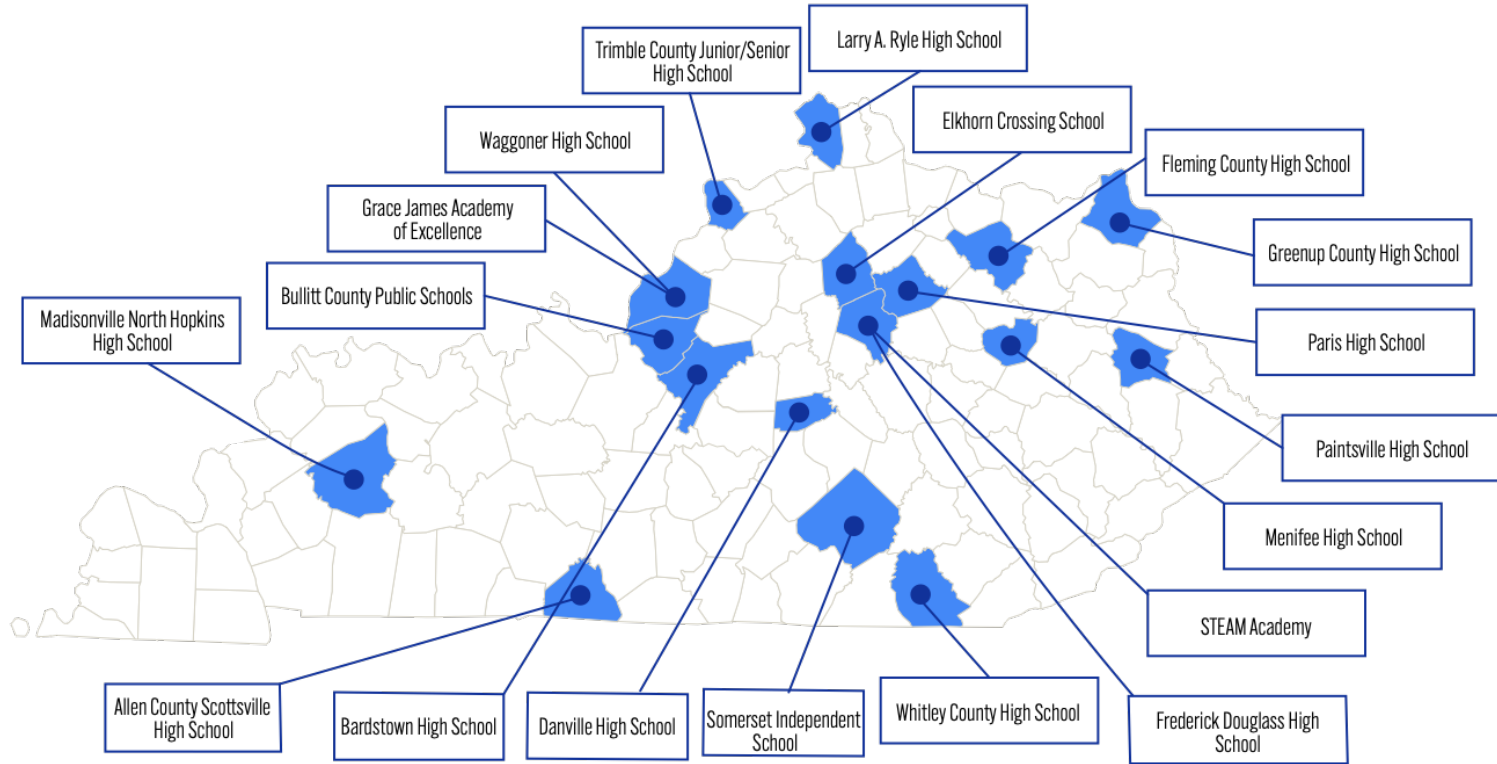 Larry A. Ryle High School
Trimble County Junior/Senior
High School
Elkhorn Crossing School
Waggoner High School
Fleming County High School
Grace James Academy
of Excellence
Greenup County High School
Bullitt County Public Schools
Madisonville North Hopkins
High School
Paris High School
Paintsville High School
Menifee High School
STEAM Academy
Allen County Scottsville
High School
Bardstown High School
Danville High School
Somerset Independent
School
Whitley County High School
Frederick Douglass High
School